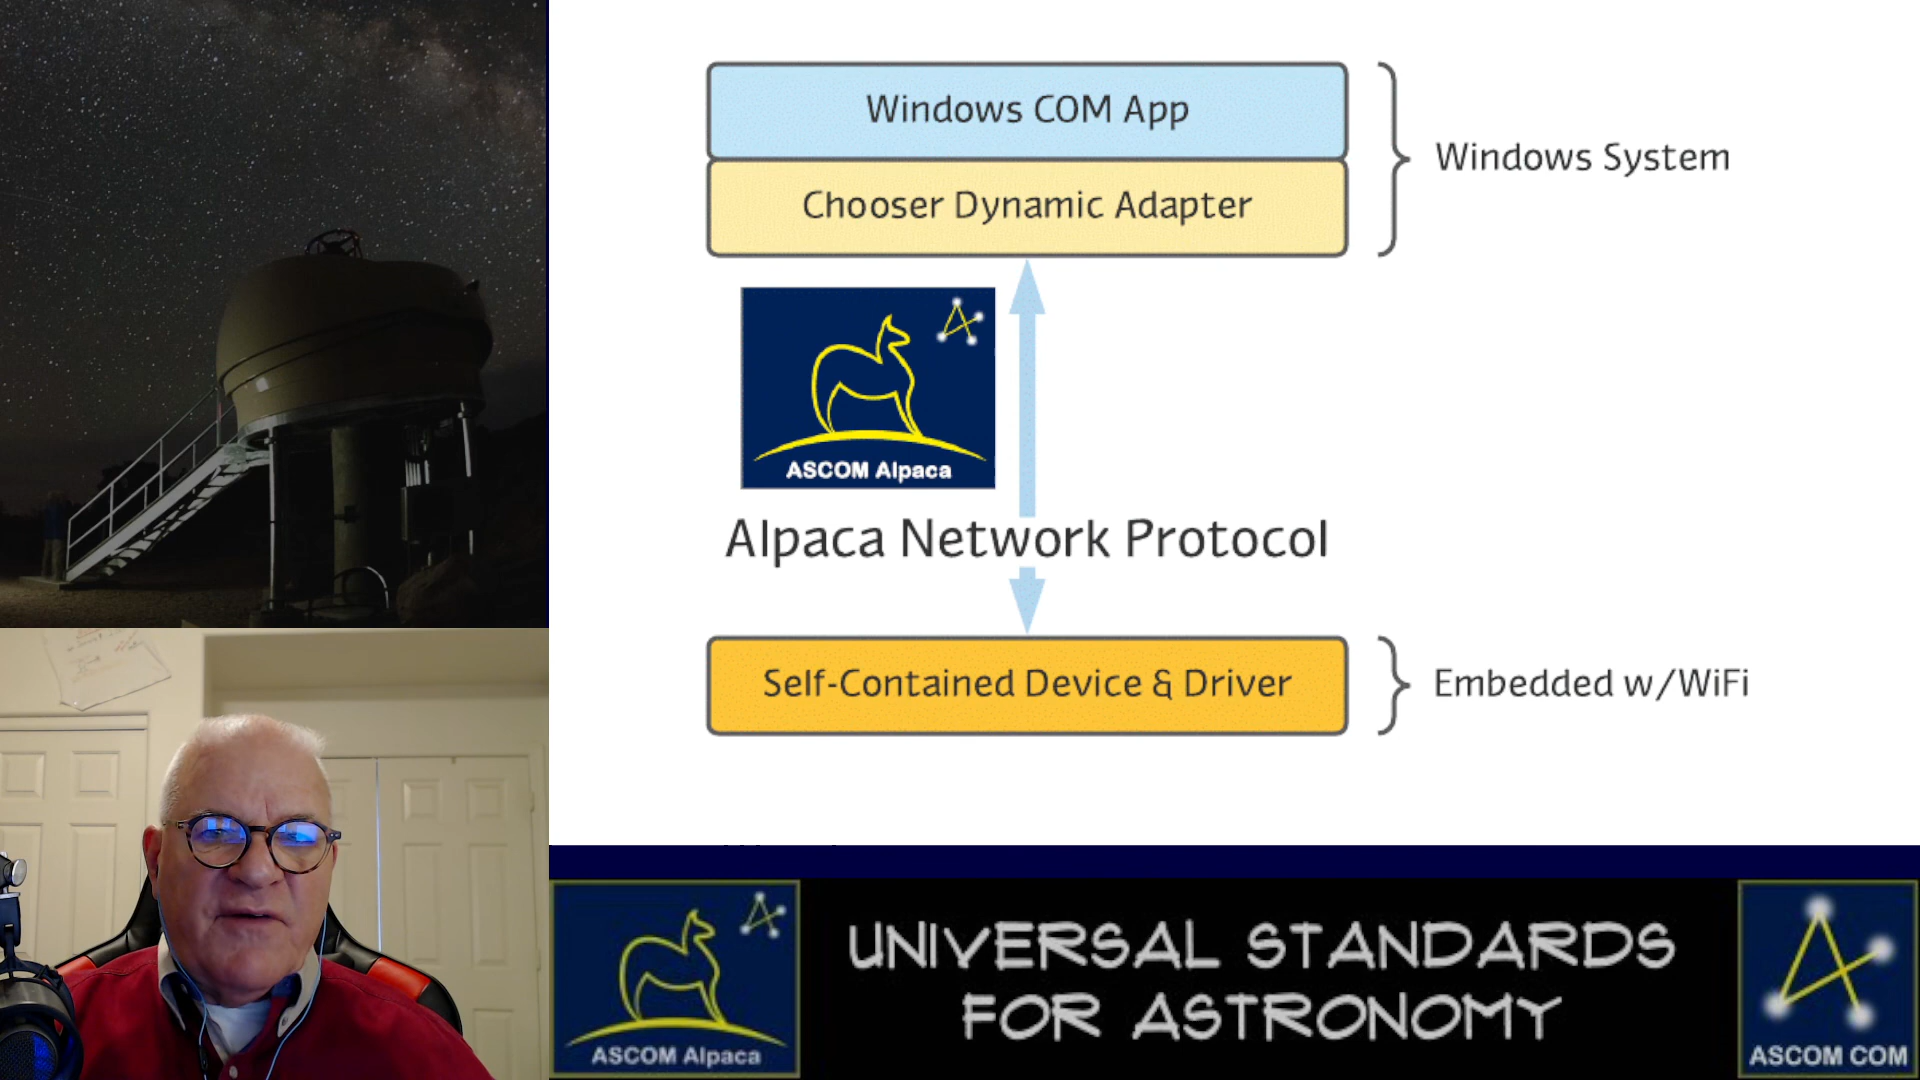 Windows COM App
Windows System
Chooser Dynamic Adapter
ASCOM Alpaca
Alpaca Network Protocol
Self-Contained Device & Driver
Embedded w/WiFi
UNIVERSAL STANDARDS
FOR ASTRONOMY
ASCOM Alpaca
ASCOM COM